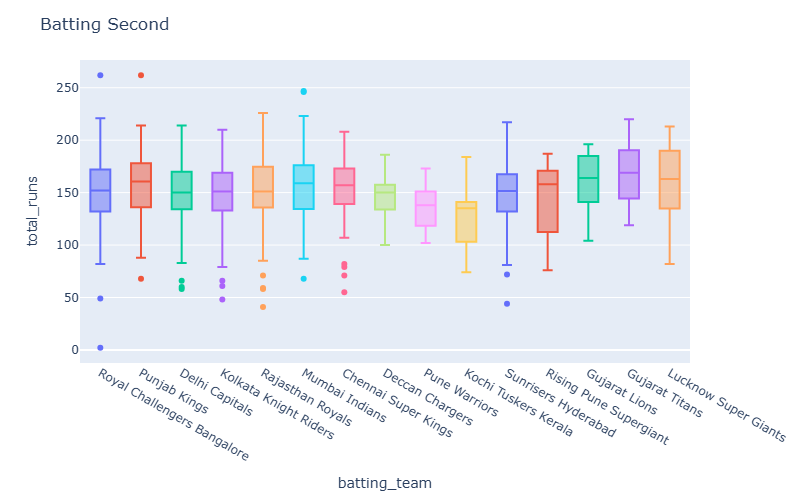 Batting Second
total_runs
250
200
150
100
50
0
Royal Challengers Bangalore
Punjab Kings
Delhi Capitals
Kolkata Knight Riders
Rajasthan Royals
Mumbai Indians
Chennai Super Kings
Deccan Chargers
Pune Warriors
Kochi Tuskers Kerala
Sunrisers Hyderabad
Rising Pune Supergiant
Gujarat Lions
Gujarat Titans
Lucknow Super Giants
batting_team